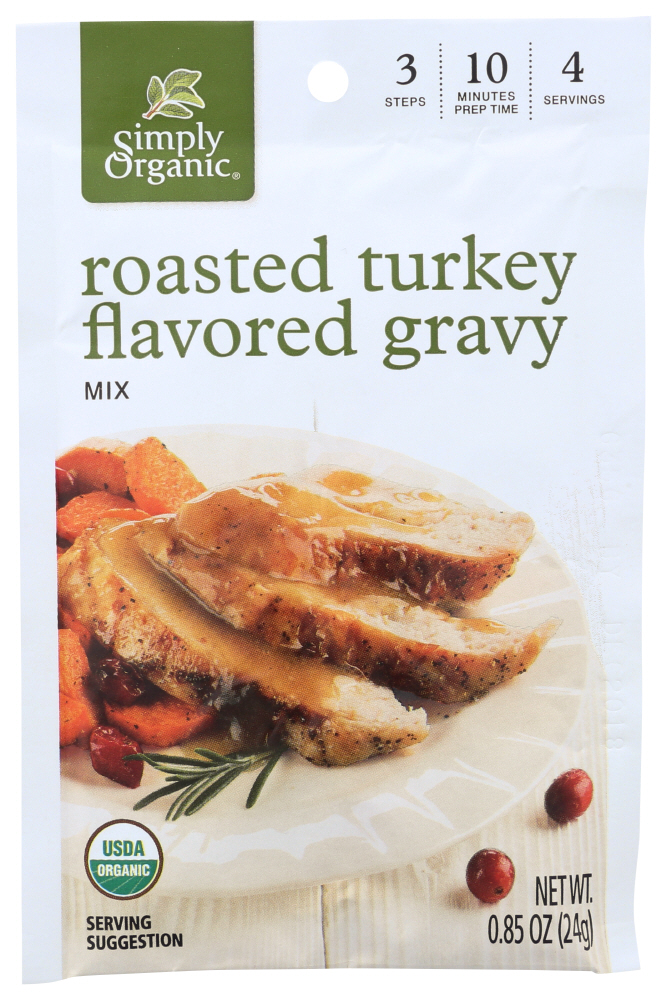 Simply
Organic®
3
STEPS
10
MINUTES
PREP TIME
4
SERVINGS
roasted turkey
flavored gravy
MIX
USDA
ORGANIC
SERVING
SUGGESTION
NET WT.
0.85 OZ (24g)